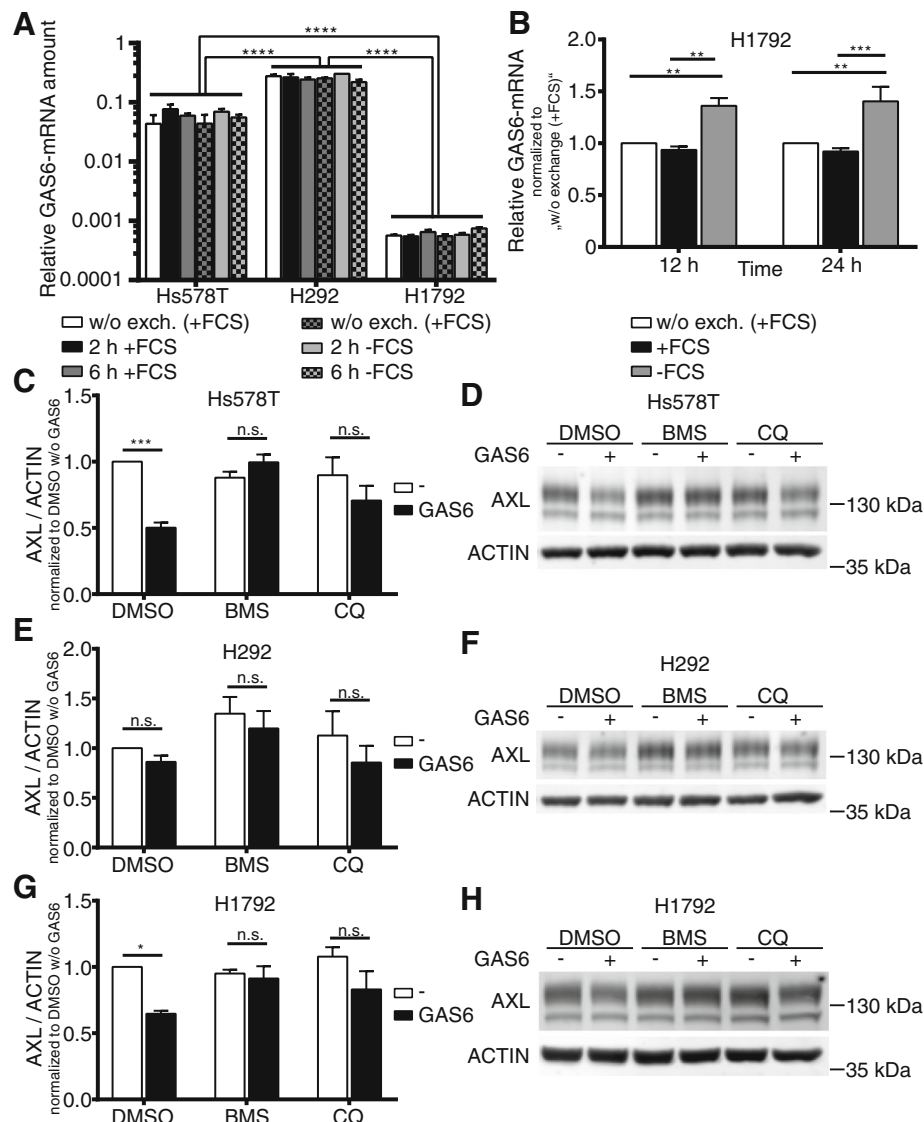 A
Relative GAS6-mRNA amount
1
0.1
0.01
0.001
0.0001
****
****
****
Hs578T
H292
H1792
w/o exch. (+FCS)
2 h +FCS
6 h +FCS
w/o exch. (+FCS)
2 h -FCS
6 h -FCS
B
H1792
Relative GAS6-mRNA
normalized to
„w/o exchange (+FCS)“
2.0
1.5
1.0
0.5
0
**
**
***
**
12 h
Time
24 h
w/o exch. (+FCS)
+FCS
-FCS
C
Hs578T
AXL / ACTIN
normalized to DMSO w/o GAS6
1.5
1.0
0.5
0.0
***
n.s.
n.s.
DMSO
BMS
CQ
-
GAS6
D
Hs578T
DMSO BMS CQ
GAS6 - + - + - +
AXL
130 kDa
ACTIN
35 kDa
E
H292
AXL / ACTIN
normalized to DMSO w/o GAS6
2.0
1.5
1.0
0.5
0.0
n.s.
n.s.
n.s.
DMSO
BMS
CQ
-
GAS6
F
H292
DMSO BMS CQ
GAS6 - + - + - +
AXL
130 kDa
ACTIN
35 kDa
G
H1792
AXL / ACTIN
normalized to DMSO w/o GAS6
1.5
1.0
0.5
0.0
*
n.s.
n.s.
DMSO
BMS
CQ
-
GAS6
H
H1792
DMSO BMS CQ
GAS6 - + - + - +
AXL
130 kDa
ACTIN
35 kDa